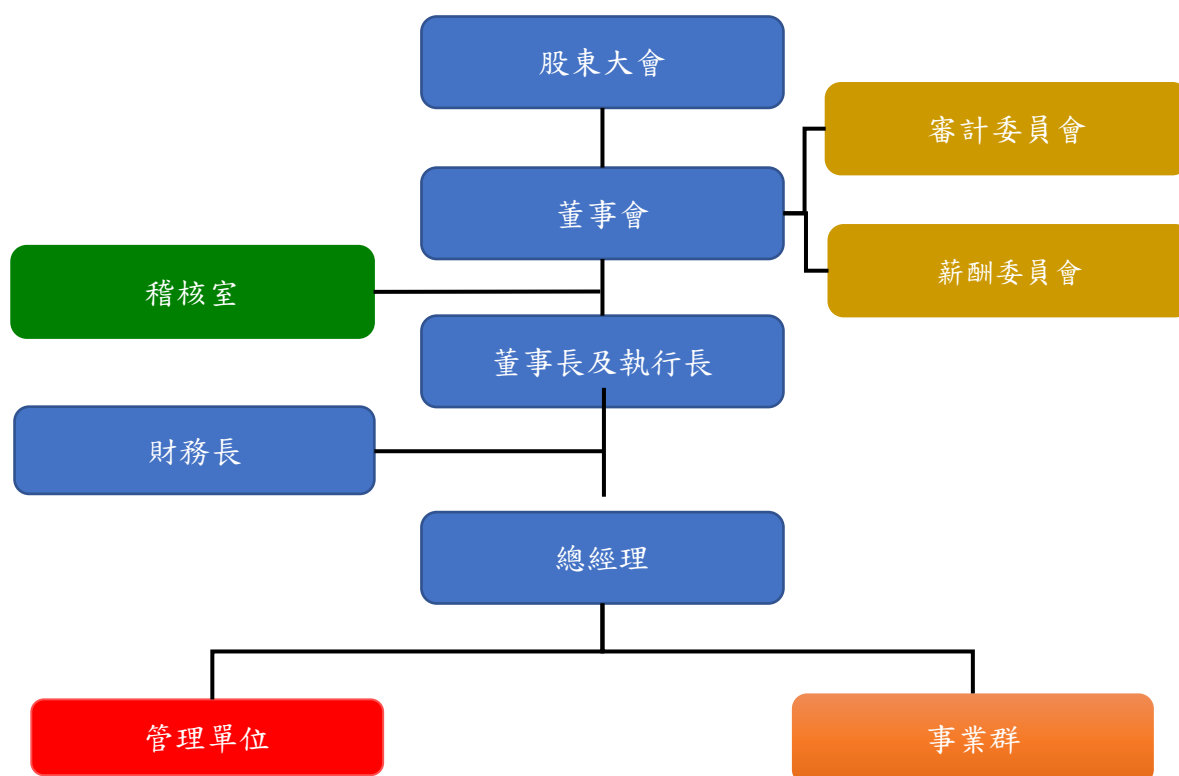 股東大會
審計委員會
董事會
薪酬委員會
稽核室
董事長及執行長
財務長
總經理
管理單位
事業群